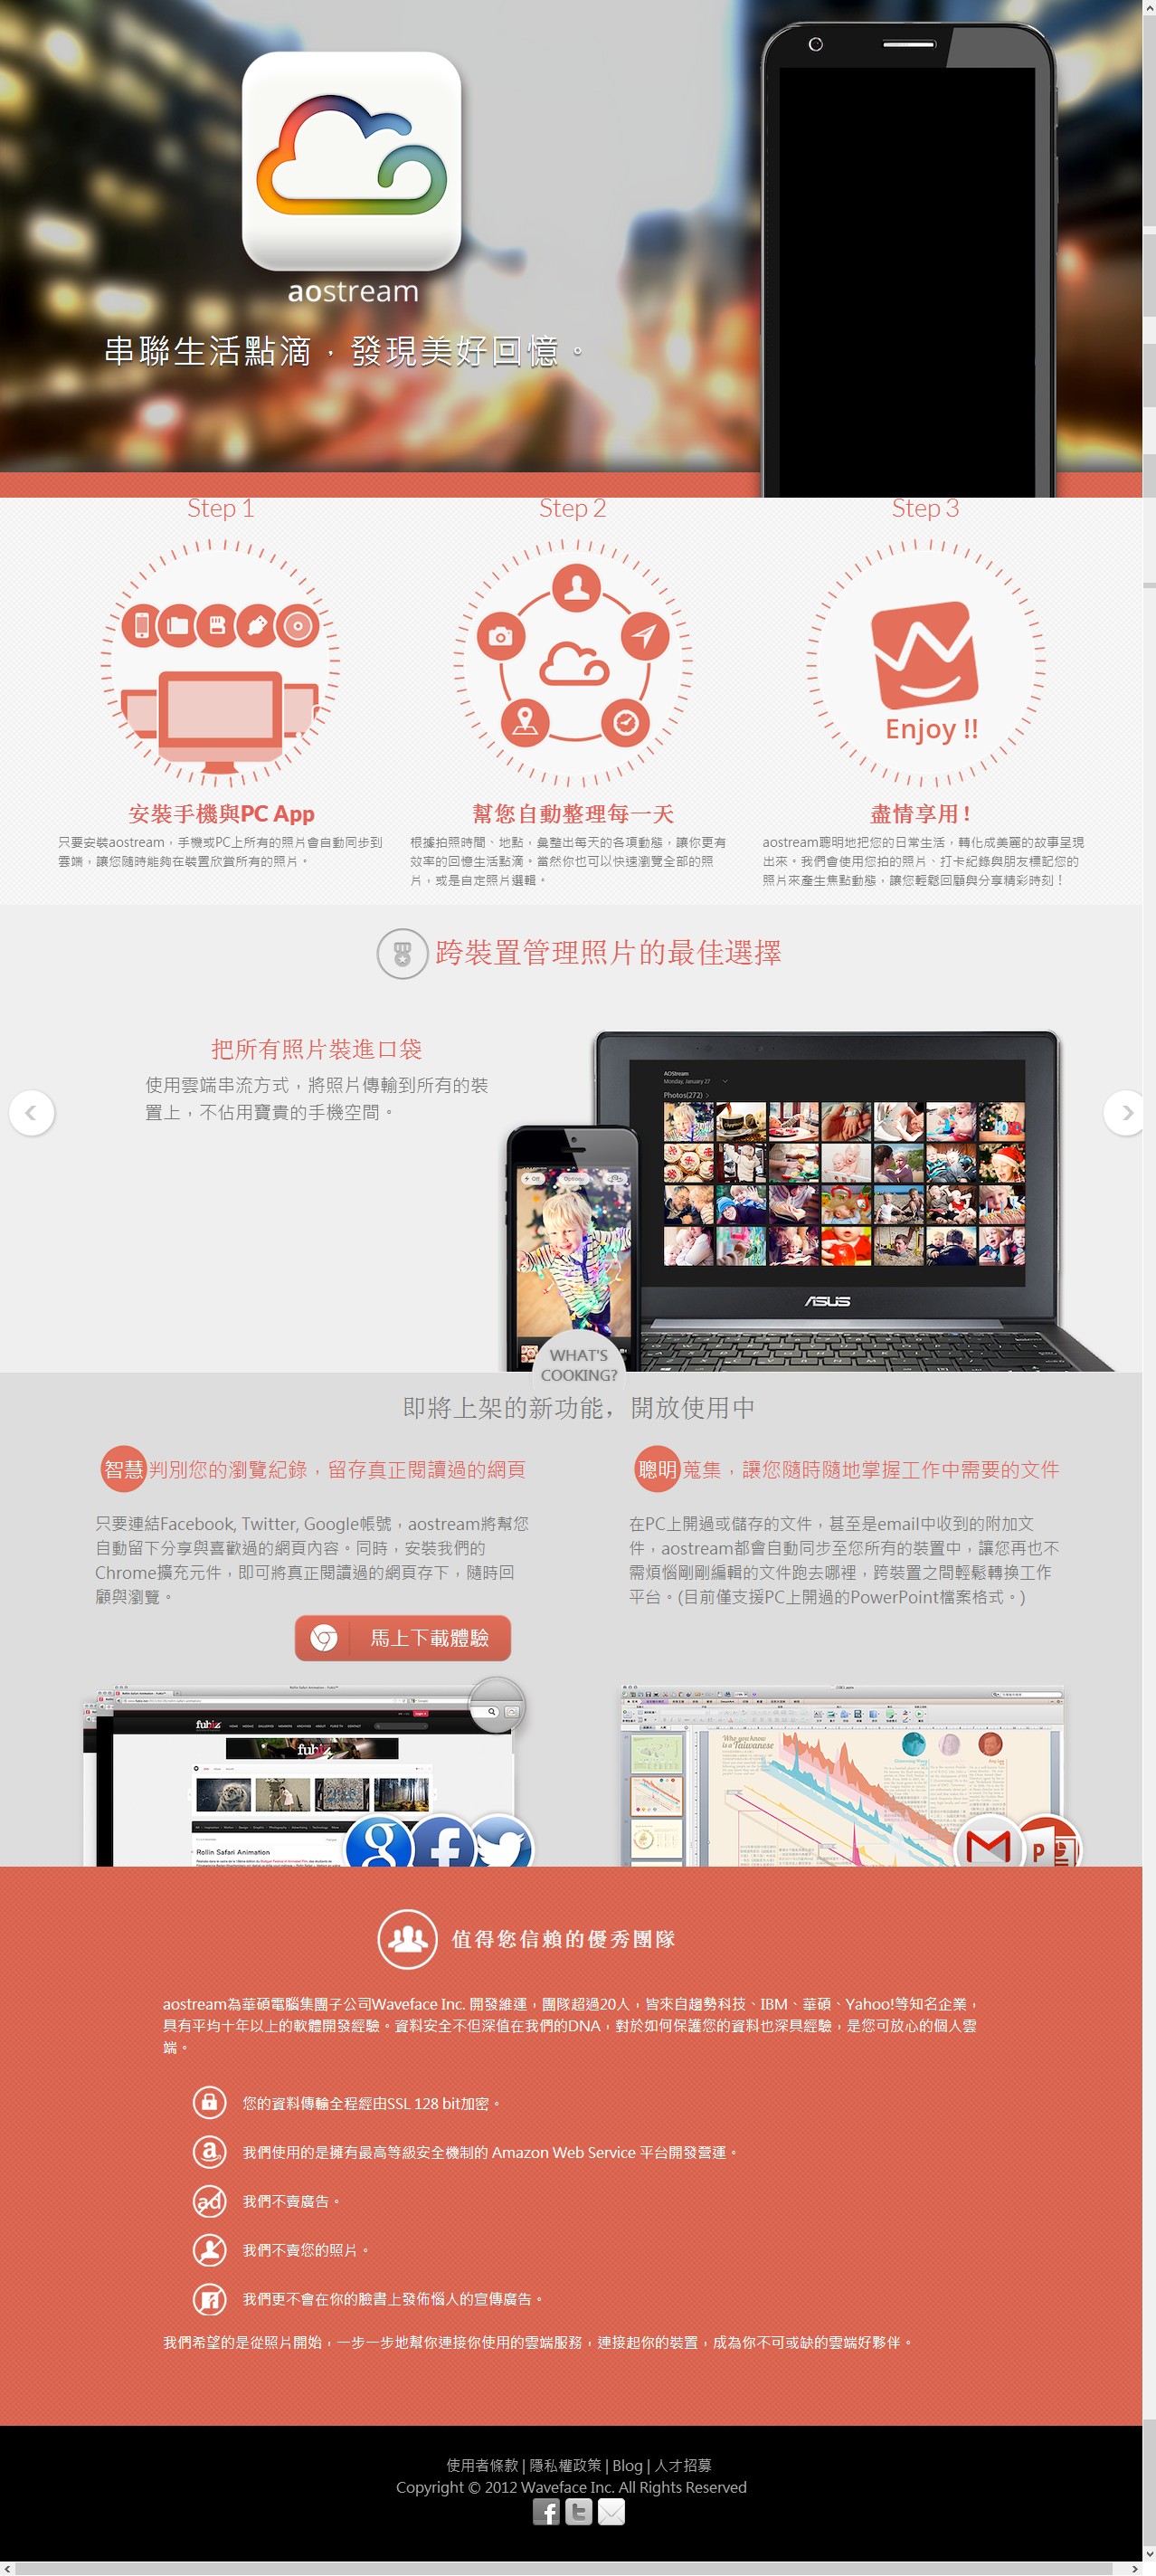 aostream
串聯生活點滴，發現美好回憶。
Step 1
Step 2
Step 3
Enjoy !!
安裝手機與PC App
只要安裝aostream，手機或PC上所有的照片會自動同步到
雲端，讓您隨時能夠在裝置欣賞所有的照片。
幫您自動整理每一天
根據拍照時間、地點，彙整出每天的各項動態，讓你更有
效率的回憶生活點滴。當然你也可以快速瀏覽全部的照
片，或是自定照片邏輯。
盡情享用！
aostream聰明地把您的日常生活，轉化成美麗的故事呈現
出來。我們會使用您拍的照片、打卡紀錄與朋友標記您的
照片來產生焦點動態，讓您輕鬆回顧與分享精彩時刻！
跨裝置管理照片的最佳選擇
把所有照片裝進口袋
使用雲端串流方式，將照片傳輸到所有的裝
置上，不佔用寶貴的手機空間。
AOStream
Monday, January 27
Photos(272)
Off
Options
ASUS
WHAT'S
COOKING?
即將上架的新功能，開放使用中
智慧判別您的瀏覽紀錄，留存真正閱讀過的網頁
只要連結Facebook, Twitter, Google帳號，aostream將幫您
自動留下分享與喜歡過的網頁內容。同時，安裝我們的
Chrome擴充元件，即可將真正閱讀過的網頁存下，隨時回
顧與瀏覽。
馬上下載體驗
聰明蒐集，讓您隨時隨地掌握工作中需要的文件
在PC上開過或儲存的文件，甚至是email中收到的附加文
件，aostream都會自動同步至您所有的裝置中，讓您再也不
需煩惱剛剛編輯的文件跑去哪裡，跨裝置之間輕鬆轉換工作
平台。(目前僅支援PC上開過的PowerPoint檔案格式。)
fubiz
fubiz
Rollin Safari Animation
Who you know
is a Taiwanese
值得您信賴的優秀團隊
aostream為華碩電腦集團子公司Waveface Inc. 開發維運，團隊超過20人，皆來自趨勢科技、IBM、華碩、Yahoo!等知名企業，
具有平均十年以上的軟體開發經驗。資料安全不但深值在我們的DNA，對於如何保護您的資料也深具經驗，是您可放心的個人雲
端。
您的資料傳輸全程經由SSL 128 bit加密。
我們使用的是擁有最高等級安全機制的 Amazon Web Service 平台開發營運。
ad
我們不賣廣告。
我們不賣您的照片。
我們更不會在你的臉書上發佈惱人的宣傳廣告。
我們希望的是從照片開始，一步一步地幫你連接你使用的雲端服務，連接起你的裝置，成為你不可或缺的雲端好夥伴。
使用者條款 | 隱私權政策 | Blog | 人才招募
Copyright © 2012 Waveface Inc. All Rights Reserved